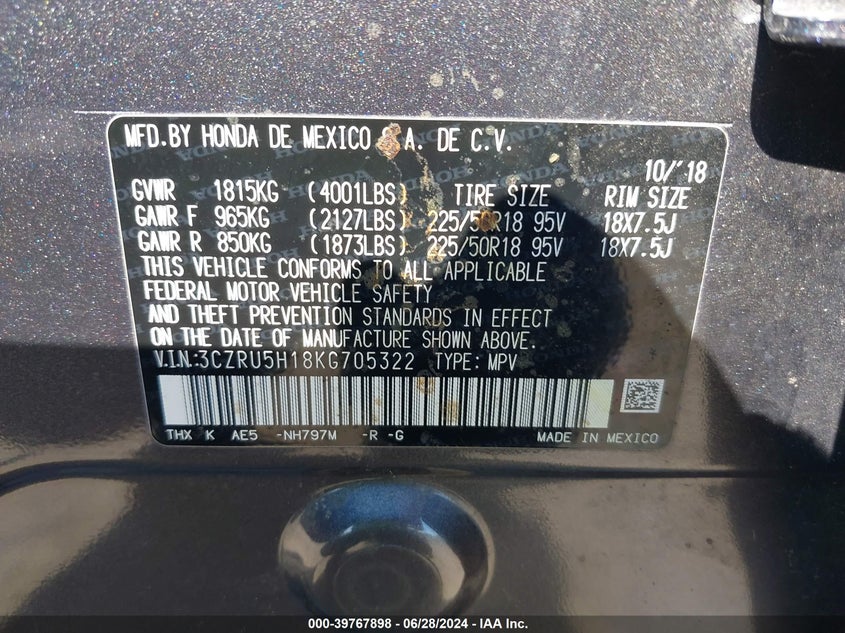 MFD.BY HONDA DE MEXICO S.A. DE C.V.
10/'18
GVWR 1815KG (4001LBS) TIRE SIZE RIM SIZE
GAWR F 965KG (2127LBS) 225/50R18 95V 18X7.5J
GAWR R 850KG (1873LBS) 225/50R18 95V 18X7.5J
THIS VEHICLE CONFORMS TO ALL APPLICABLE
FEDERAL MOTOR VEHICLE SAFETY
AND THEFT PREVENTION STANDARDS IN EFFECT
ON THE DATE OF MANUFACTURE SHOWN ABOVE.
V.I.N.:3CZRU5H18KG705322 TYPE: MPV
THX K AE5 -NH797M -R -G MADE IN MEXICO
000-39767898 - 06/28/2024 - IAA Inc.